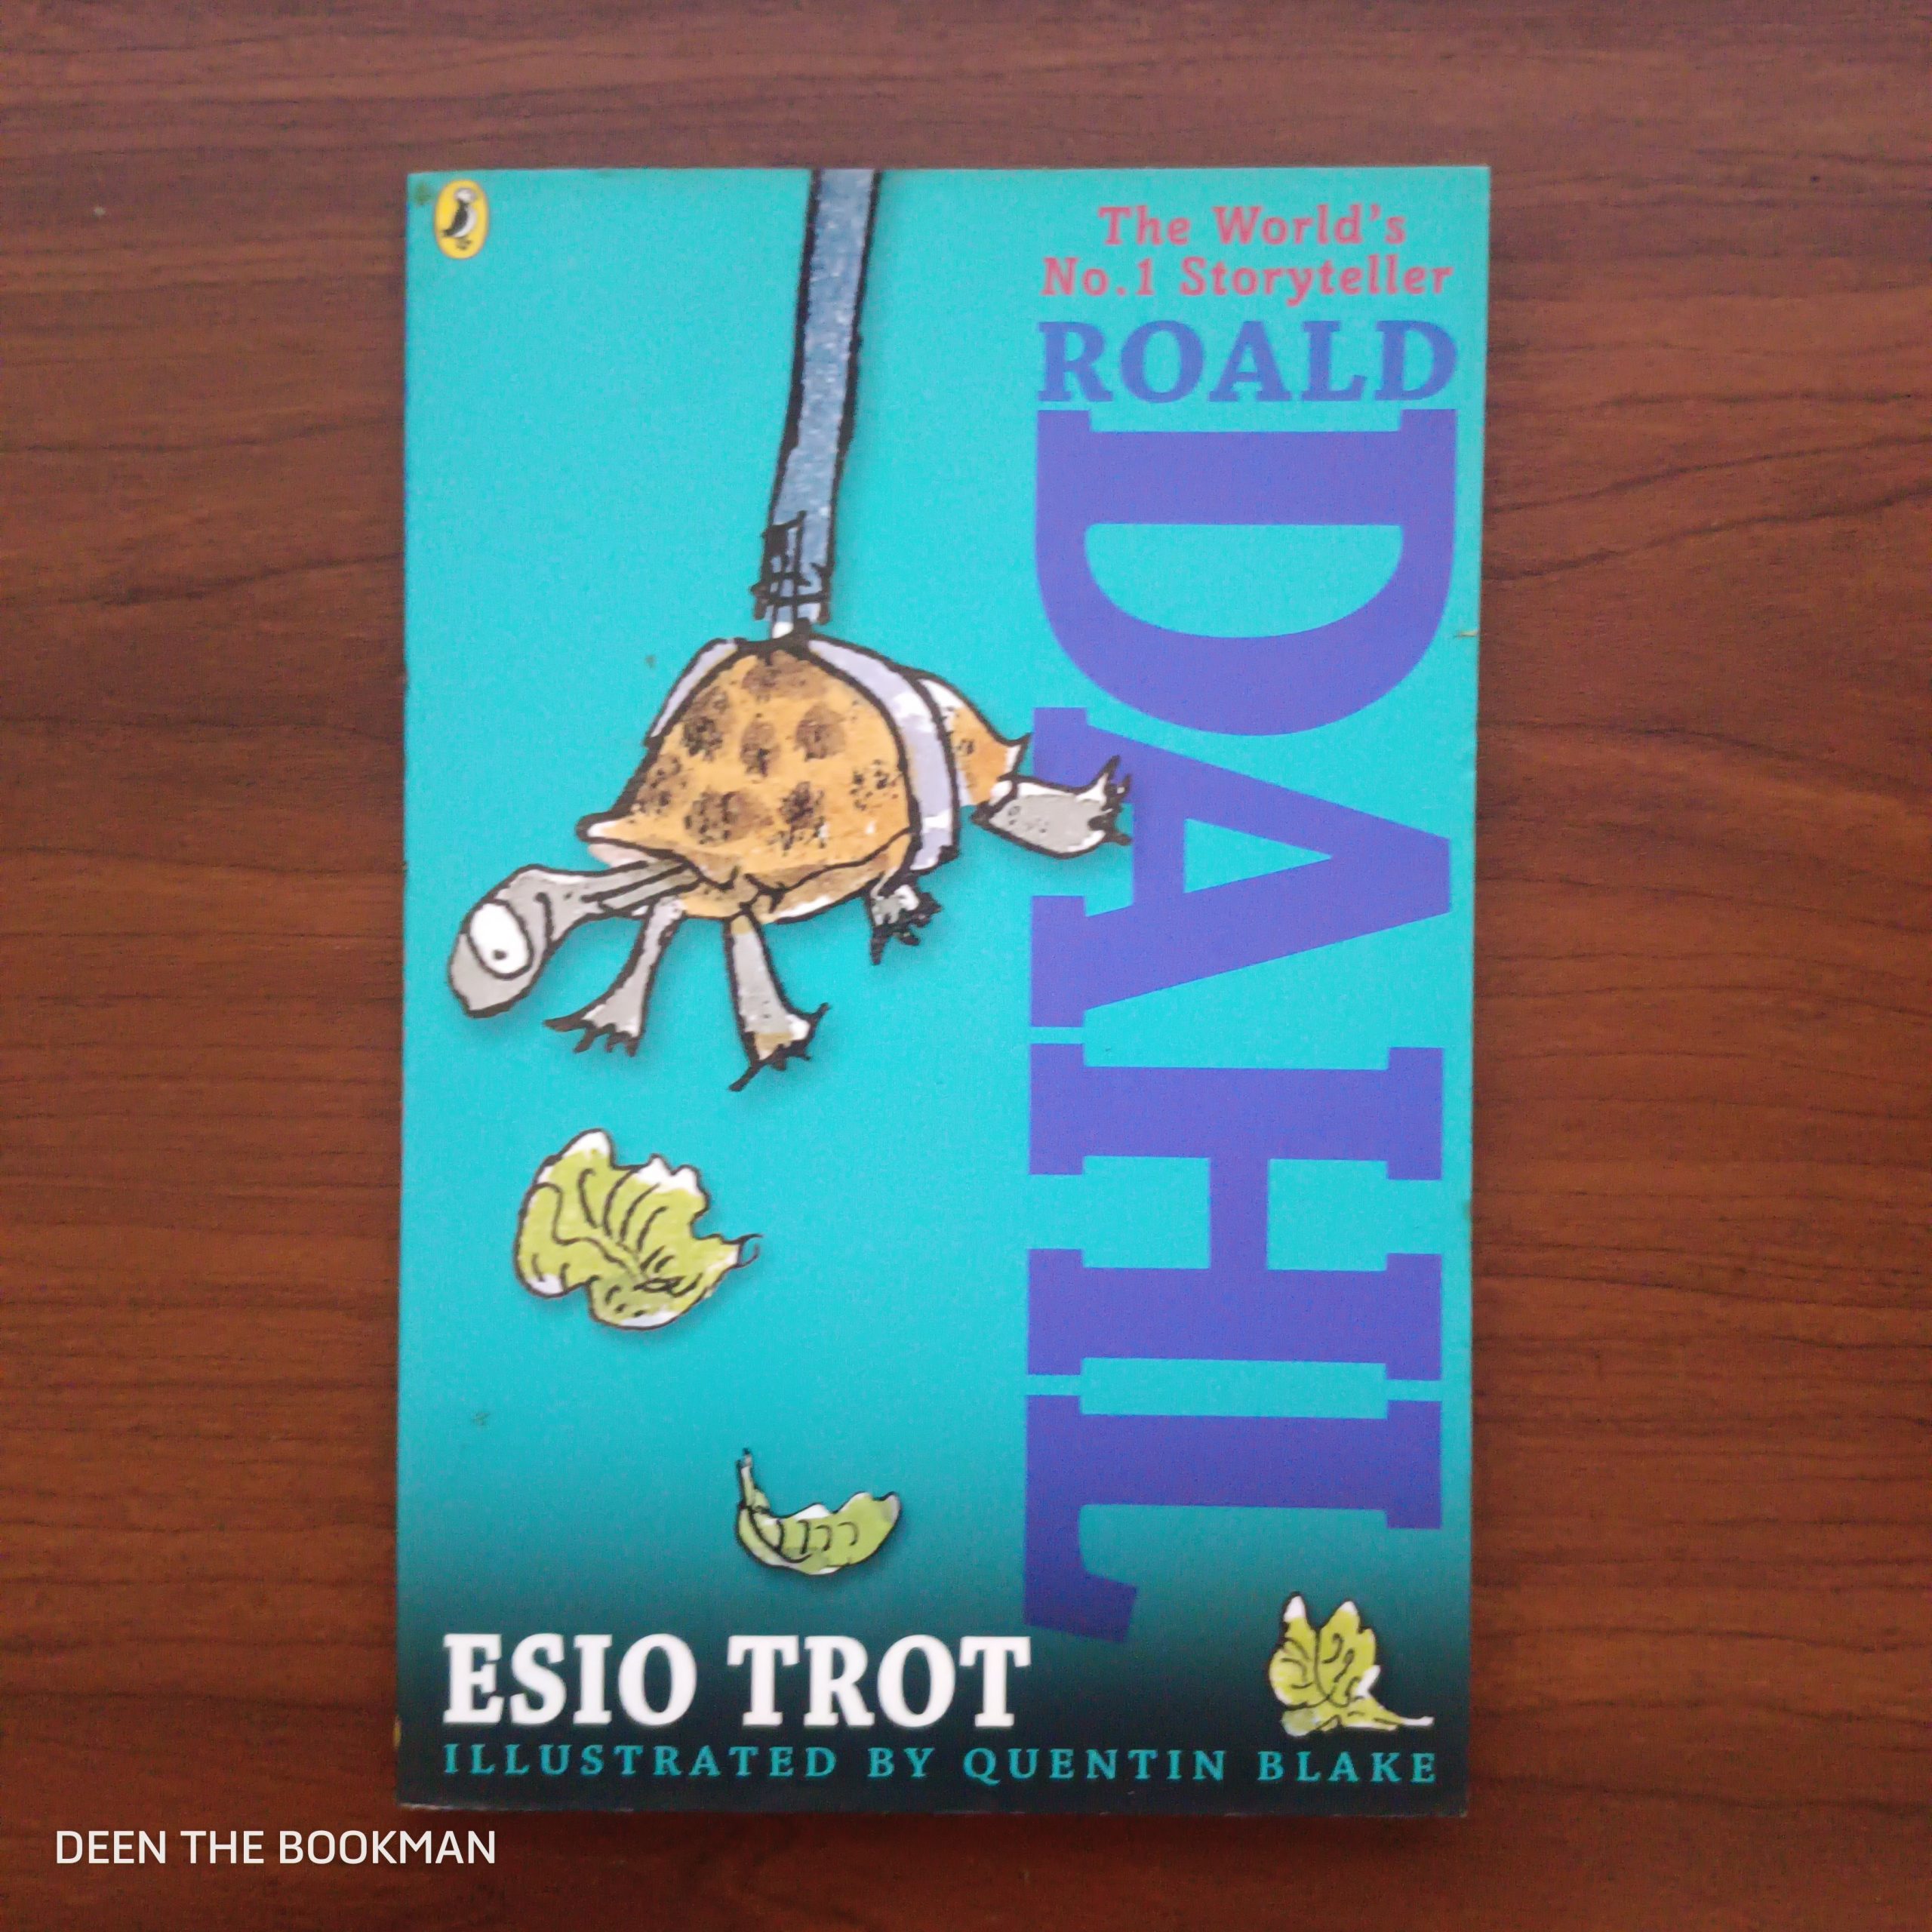 The World's
No.1 Storyteller
ROALD
DAHL
ESIO TROT
ILLUSTRATED BY QUENTIN BLAKE
DEEN THE BOOKMAN